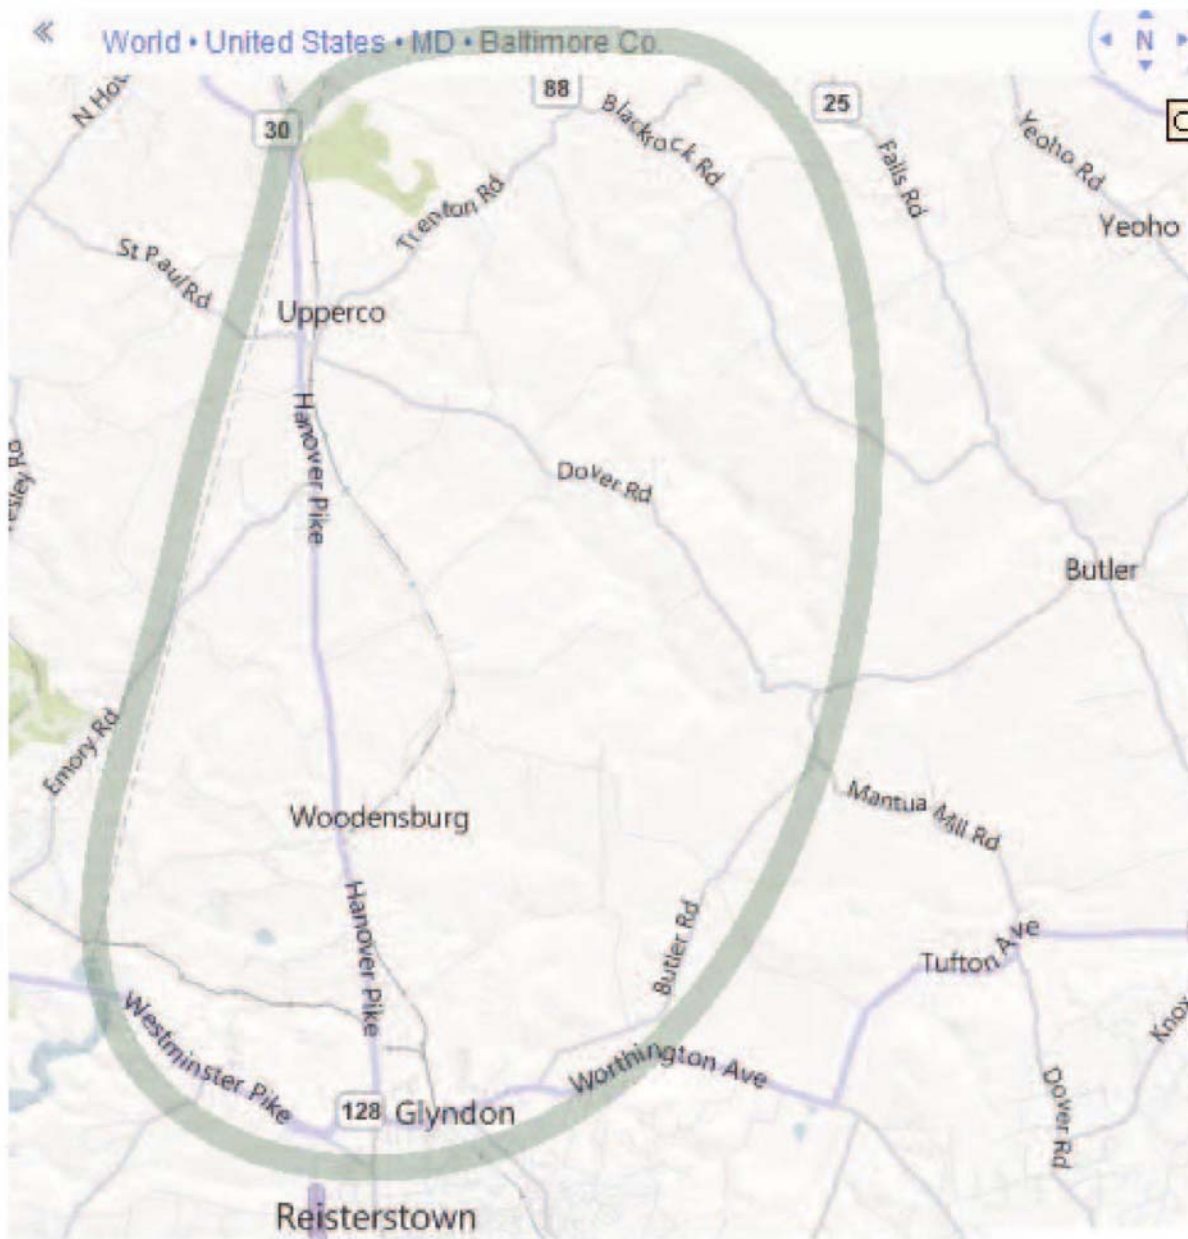 «
World • United States • MD • Baltimore Co.
N
88
25
30
Blackrock Rd
Falls Rd
Yeoho Rd
Yeoho
Trenton Rd
St Paul Rd
Upperco
Hanover Pike
Dover Rd
Butler
Emory Rd
Woodensburg
Mantua Mill Rd
Hanover Pike
Butler Rd
Tufton Ave
Westminster Pike
Worthington Ave
Knox
128
Glyndon
Dover Rd
Reisterstown